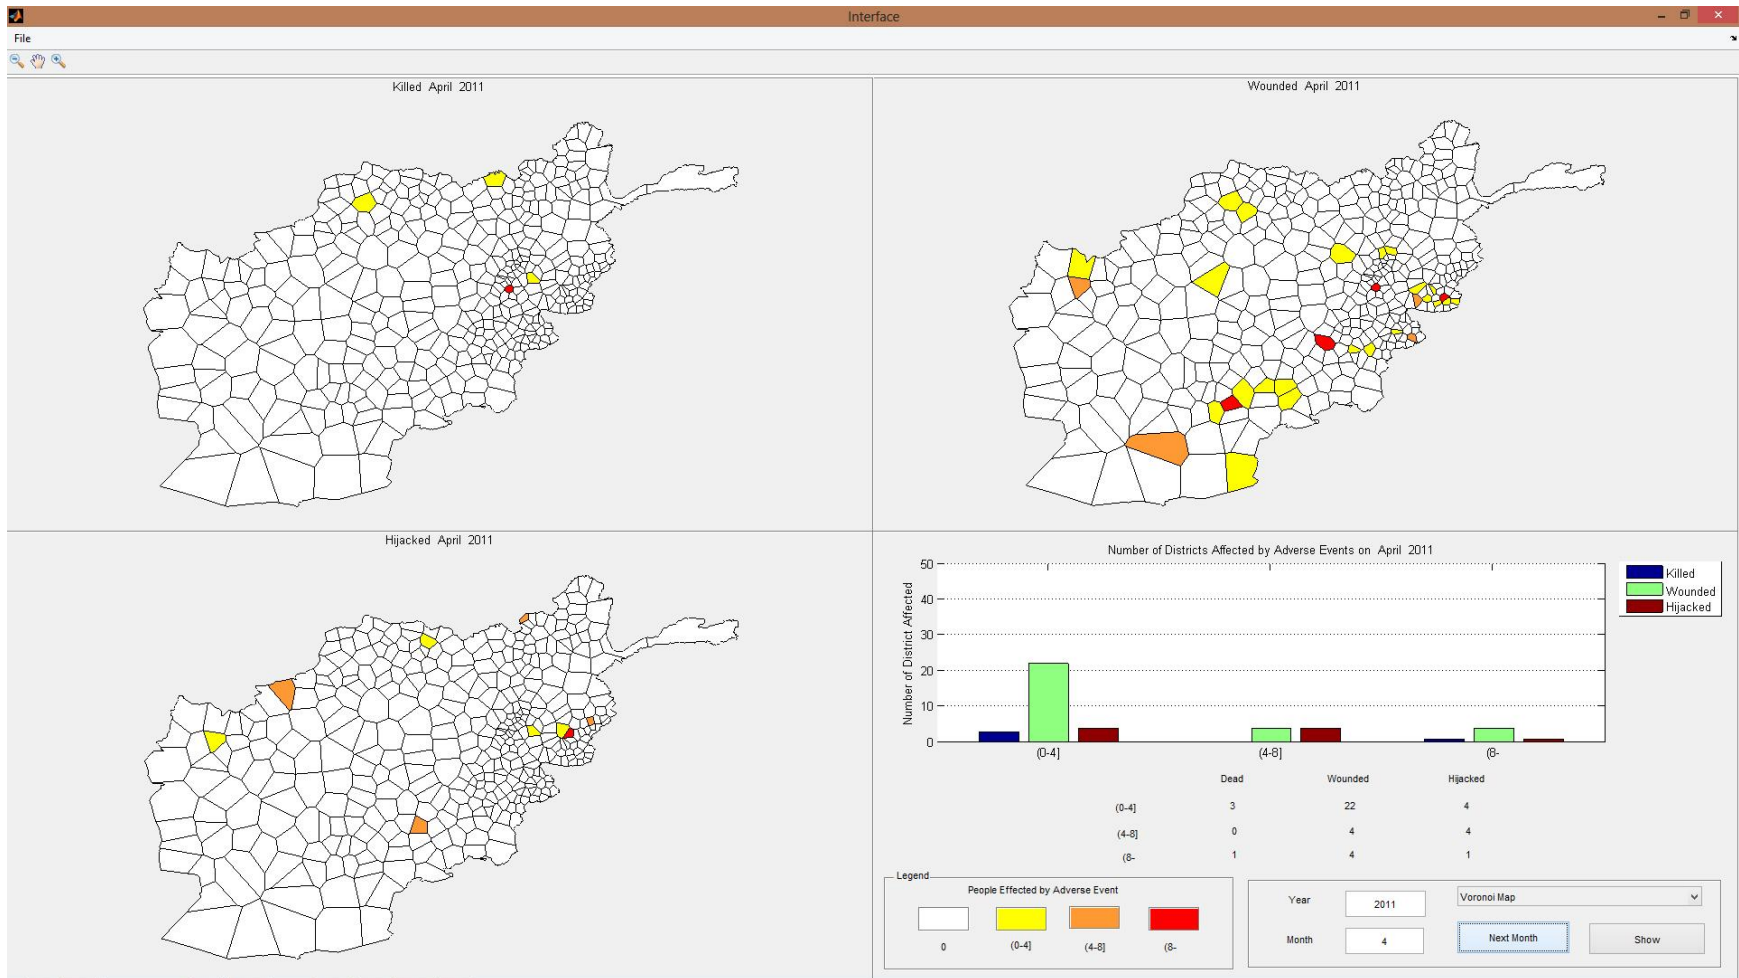 Interface
File
Killed April 2011
Wounded April 2011
Hijacked April 2011
Number of Districts Affected by Adverse Events on April 2011
Number of District Affected
50
40
30
20
10
0
(0-4]
(4-8]
(8-
Killed
Wounded
Hijacked
Dead Wounded Hijacked
(0-4] 3 22 4
(4-8] 0 4 4
(8- 1 4 1
Legend
People Effected by Adverse Event
0 (0-4] (4-8] (8-
Year 2011 Voronoi Map
Month 4 Next Month Show